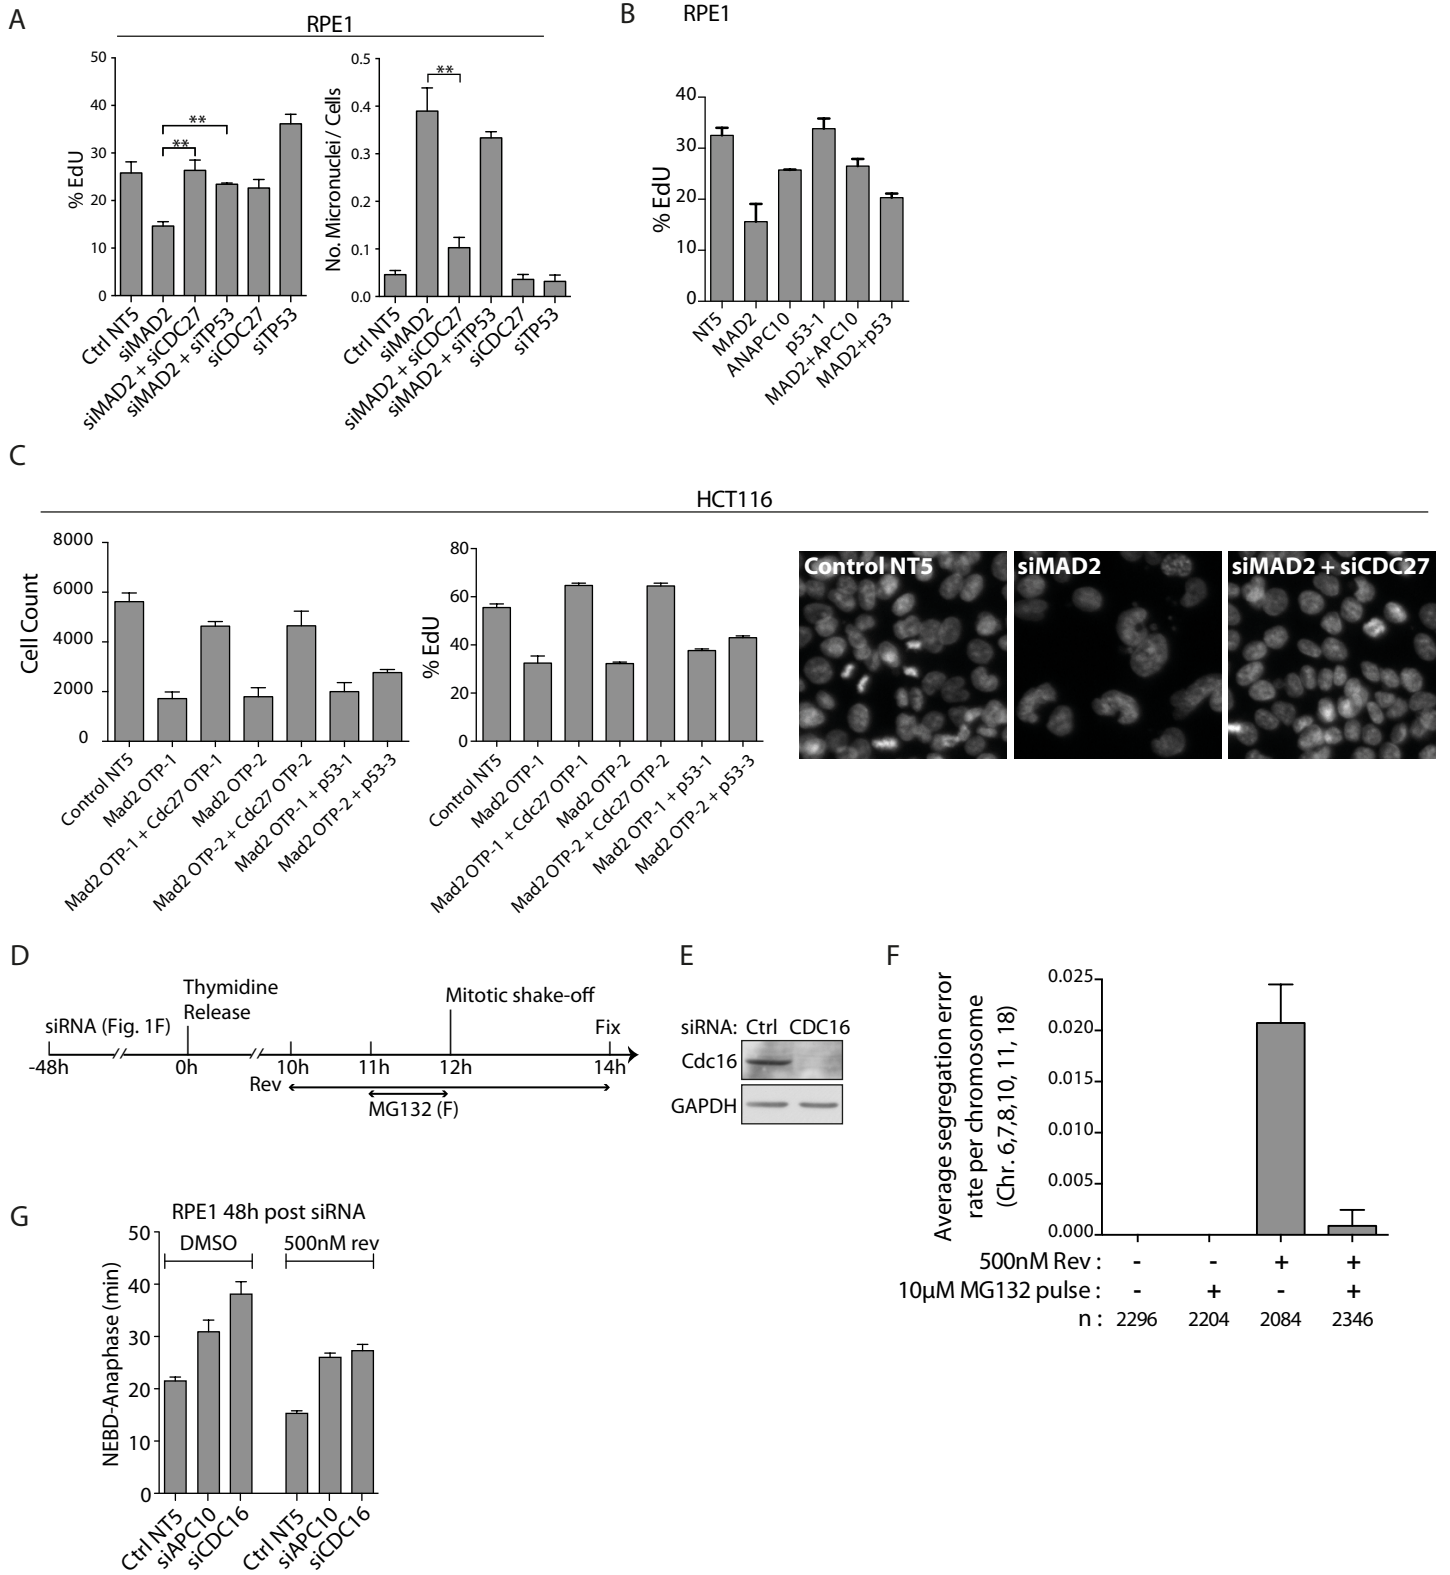 A
RPE1
50
40
30
20
10
0
% EdU
**
**
Ctrl NT5
siMAD2
siMAD2 + siCDC27
siMAD2 + siTP53
siCDC27
siTP53
0.5
0.4
0.3
0.2
0.1
0.0
No. Micronuclei / Cells
**
Ctrl NT5
siMAD2
siMAD2 + siCDC27
siMAD2 + siTP53
siCDC27
siTP53
B
RPE1
40
30
20
10
0
% EdU
NT5
MAD2
ANAPC10
p53-1
MAD2+APC10
MAD2+p53
C
HCT116
8000
6000
4000
2000
0
Cell Count
Control NT5
Mad2 OTP-1
Mad2 OTP-1 + Cdc27 OTP-1
Mad2 OTP-2
Mad2 OTP-2 + Cdc27 OTP-2
Mad2 OTP-1 + p53-1
Mad2 OTP-2 + p53-3
80
60
40
20
0
% EdU
Control NT5
Mad2 OTP-1
Mad2 OTP-1 + Cdc27 OTP-1
Mad2 OTP-2
Mad2 OTP-2 + Cdc27 OTP-2
Mad2 OTP-1 + p53-1
Mad2 OTP-2 + p53-3
Control NT5
siMAD2
siMAD2 + siCDC27
D
siRNA (Fig. 1F)
Thymidine
Release
Mitotic shake-off
Fix
-48h
0h
10h
11h
12h
14h
Rev
MG132 (F)
E
siRNA: Ctrl CDC16
Cdc16
GAPDH
F
Average segregation error
rate per chromosome
(Chr. 6,7,8,10, 11, 18)
0.025
0.020
0.015
0.010
0.005
0.000
500nM Rev : - - + +
10µM MG132 pulse : - + - +
n : 2296 2204 2084 2346
G
RPE1 48h post siRNA
DMSO
500nM rev
50
40
30
20
10
0
NEBD-Anaphase (min)
Ctrl NT5
siAPC10
siCDC16
Ctrl NT5
siAPC10
siCDC16